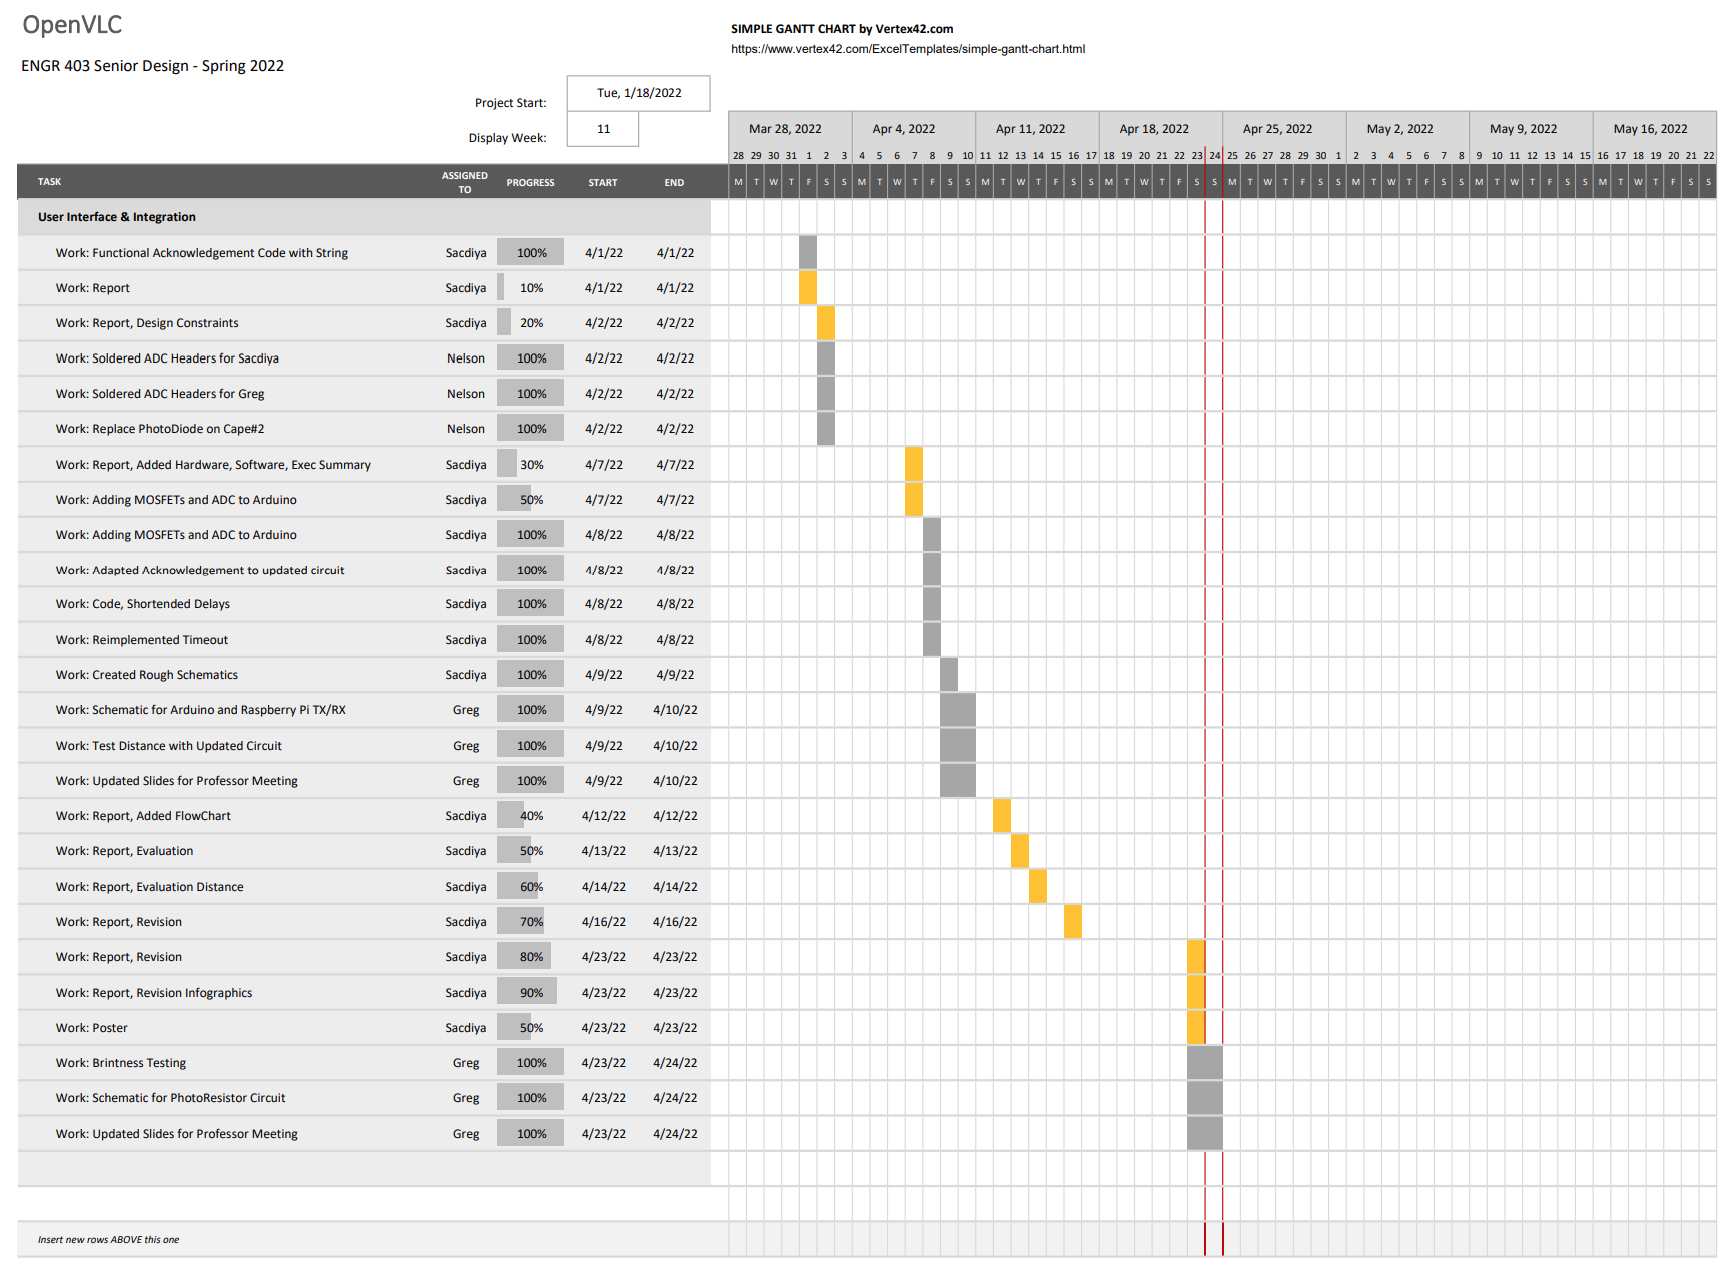 OpenVLC
SIMPLE GANTT CHART by Vertex42.com
https://www.vertex42.com/ExcelTemplates/simple-gantt-chart.html
ENGR 403 Senior Design - Spring 2022
Project Start: Tue, 1/18/2022
Display Week: 11
Mar 28, 2022 Apr 4, 2022 Apr 11, 2022 Apr 18, 2022 Apr 25, 2022 May 2, 2022 May 9, 2022 May 16, 2022
28 29 30 31 1 2 3 4 5 6 7 8 9 10 11 12 13 14 15 16 17 18 19 20 21 22 23 24 25 26 27 28 29 30 1 2 3 4 5 6 7 8 9 10 11 12 13 14 15 16 17 18 19 20 21 22
TASK ASSIGNED TO PROGRESS START END M T W T F S S M T W T F S S M T W T F S S M T W T F S S M T W T F S S M T W T F S S M T W T F S S M T W T F S S
User Interface & Integration
Work: Functional Acknowledgement Code with String Sacdiya 100% 4/1/22 4/1/22
Work: Report Sacdiya 10% 4/1/22 4/1/22
Work: Report, Design Constraints Sacdiya 20% 4/2/22 4/2/22
Work: Soldered ADC Headers for Sacdiya Nelson 100% 4/2/22 4/2/22
Work: Soldered ADC Headers for Greg Nelson 100% 4/2/22 4/2/22
Work: Replace PhotoDiode on Cape#2 Nelson 100% 4/2/22 4/2/22
Work: Report, Added Hardware, Software, Exec Summary Sacdiya 30% 4/7/22 4/7/22
Work: Adding MOSFETs and ADC to Arduino Sacdiya 50% 4/7/22 4/7/22
Work: Adding MOSFETs and ADC to Arduino Sacdiya 100% 4/8/22 4/8/22
Work: Adapted Acknowledgement to updated circuit Sacdiya 100% 4/8/22 4/8/22
Work: Code, Shortended Delays Sacdiya 100% 4/8/22 4/8/22
Work: Reimplemented Timeout Sacdiya 100% 4/8/22 4/8/22
Work: Created Rough Schematics Sacdiya 100% 4/9/22 4/9/22
Work: Schematic for Arduino and Raspberry Pi TX/RX Greg 100% 4/9/22 4/10/22
Work: Test Distance with Updated Circuit Greg 100% 4/9/22 4/10/22
Work: Updated Slides for Professor Meeting Greg 100% 4/9/22 4/10/22
Work: Report, Added FlowChart Sacdiya 40% 4/12/22 4/12/22
Work: Report, Evaluation Sacdiya 50% 4/13/22 4/13/22
Work: Report, Evaluation Distance Sacdiya 60% 4/14/22 4/14/22
Work: Report, Revision Sacdiya 70% 4/16/22 4/16/22
Work: Report, Revision Sacdiya 80% 4/23/22 4/23/22
Work: Report, Revision Infographics Sacdiya 90% 4/23/22 4/23/22
Work: Poster Sacdiya 50% 4/23/22 4/23/22
Work: Brintness Testing Greg 100% 4/23/22 4/24/22
Work: Schematic for PhotoResistor Circuit Greg 100% 4/23/22 4/24/22
Work: Updated Slides for Professor Meeting Greg 100% 4/23/22 4/24/22
Insert new rows ABOVE this one